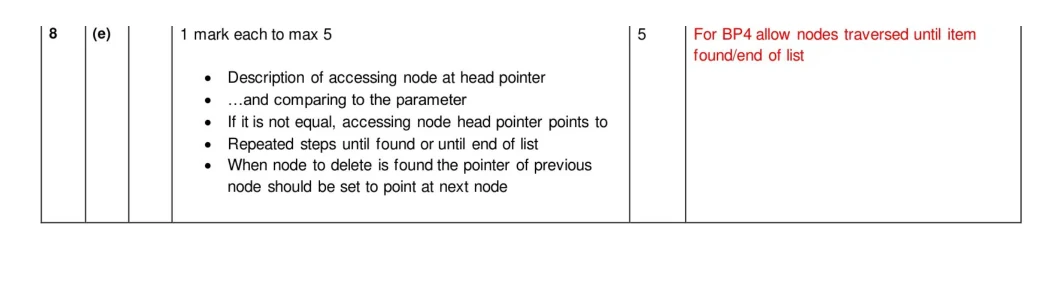 8 (e) 1 mark each to max 5 5 For BP4 allow nodes traversed until item
found/end of list
• Description of accessing node at head pointer
• …and comparing to the parameter
• If it is not equal, accessing node head pointer points to
• Repeated steps until found or until end of list
• When node to delete is found the pointer of previous
node should be set to point at next node